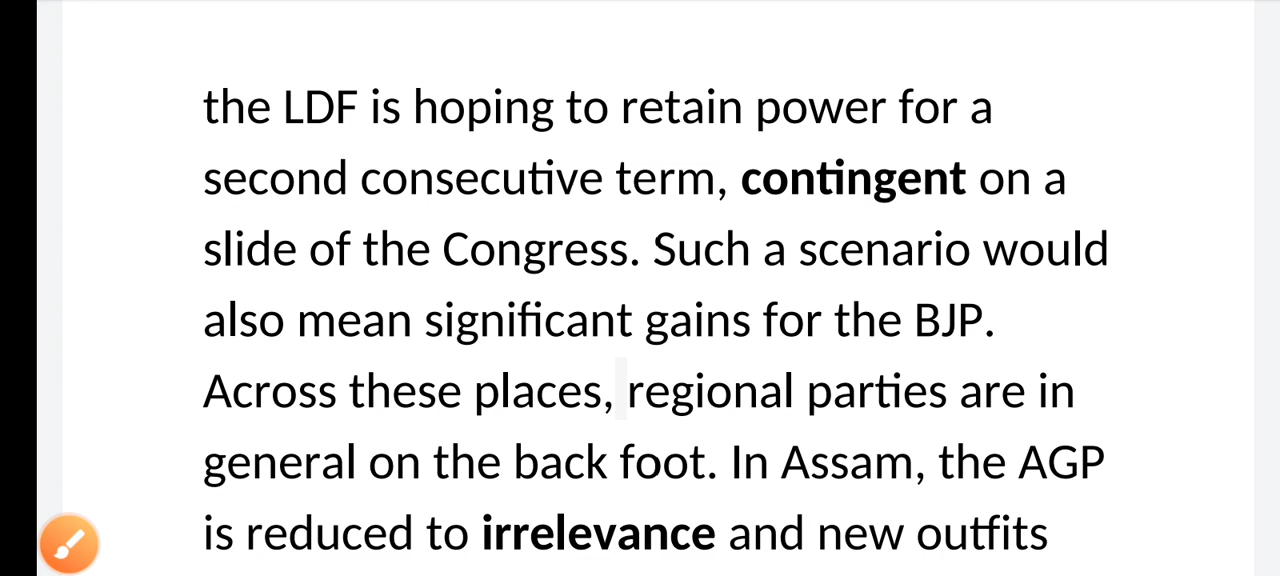 the LDF is hoping to retain power for a
second consecutive term, contingent on a
slide of the Congress. Such a scenario would
also mean significant gains for the BJP.
Across these places, regional parties are in
general on the back foot. In Assam, the AGP
is reduced to irrelevance and new outfits